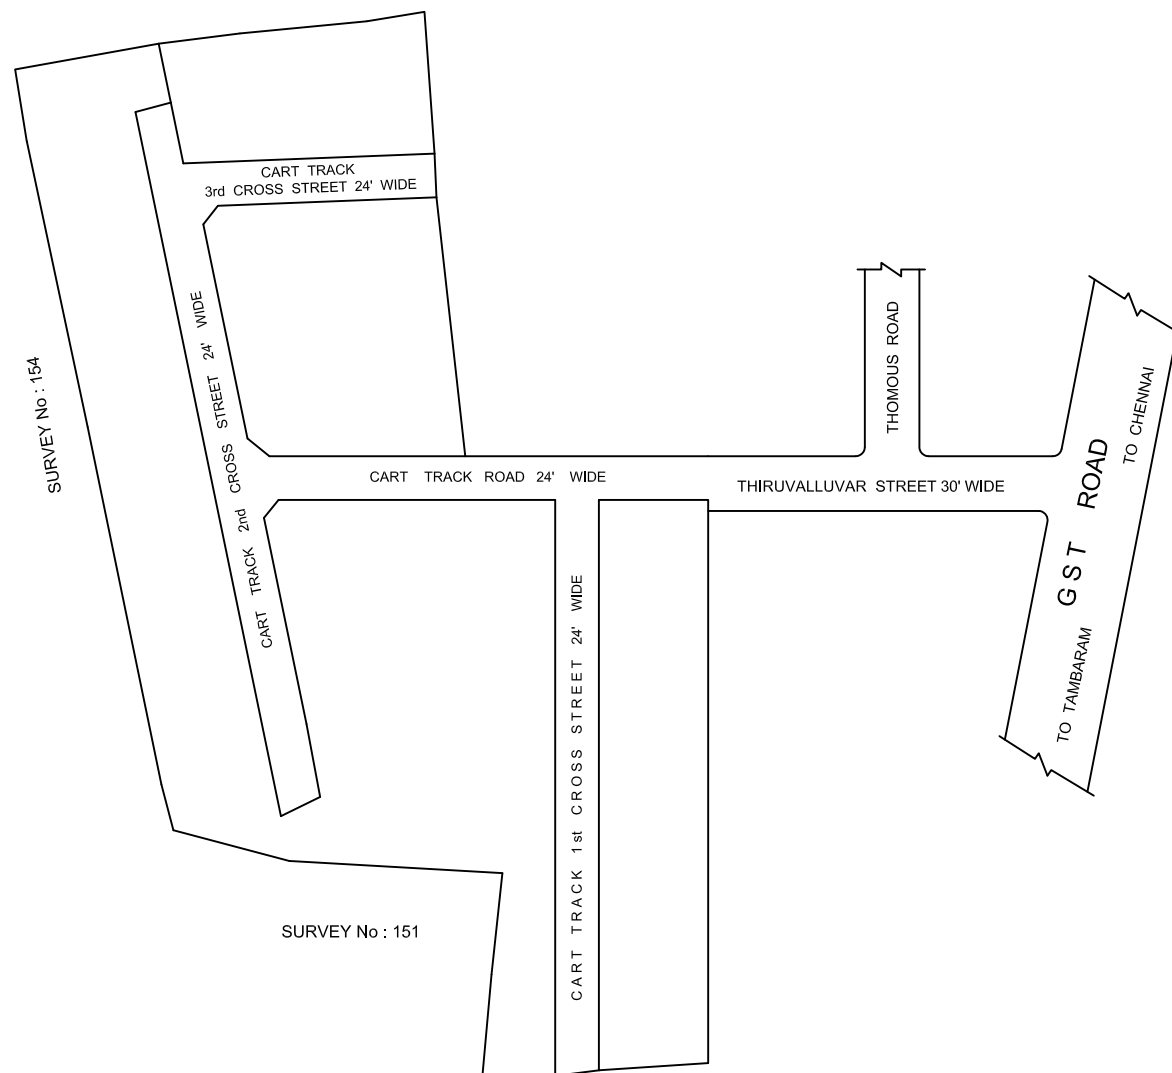 CART TRACK
3rd CROSS STREET 24' WIDE
CART TRACK 2nd CROSS STREET 24' WIDE
SURVEY No : 154
THOMOUS ROAD
TO CHENNAI
CART TRACK ROAD 24' WIDE
THIRUVALLUVAR STREET 30' WIDE
GST ROAD
TO TAMBARAM
CART TRACK 1st CROSS STREET 24' WIDE
SURVEY No : 151